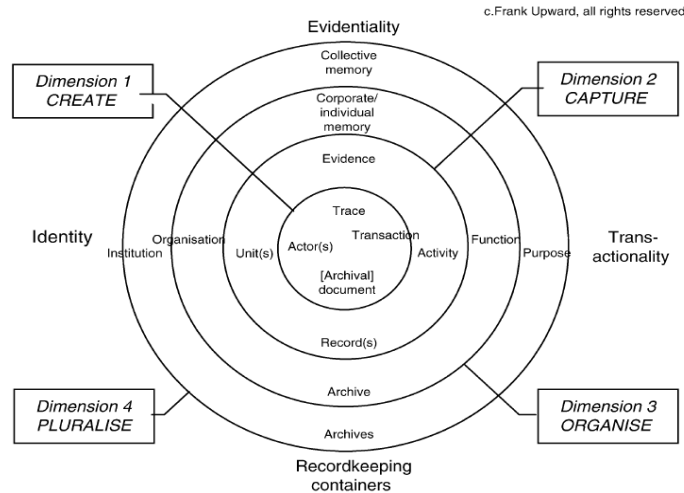 c.Frank Upward, all rights reserved
Evidentiality
Collective
memory
Dimension 1
CREATE
Dimension 2
CAPTURE
Corporate/
individual
memory
Evidence
Trace
Identity
Institution
Organisation
Unit(s)
Actor(s)
Transaction
Activity
Function
Purpose
Trans-
actionality
[Archival]
document
Record(s)
Archive
Dimension 4
PLURALISE
Dimension 3
ORGANISE
Archives
Recordkeeping
containers